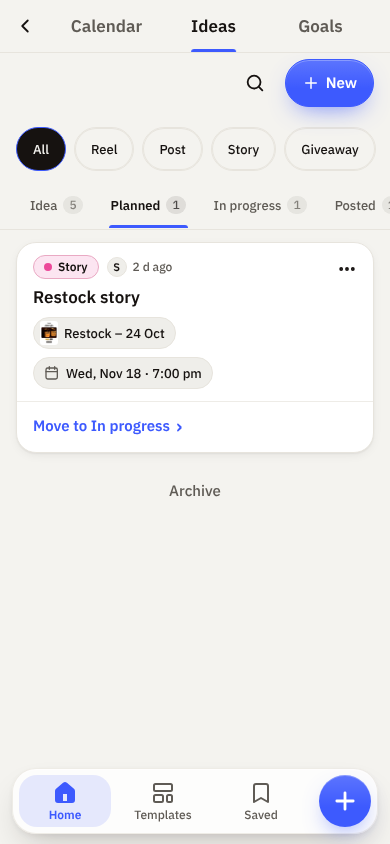 Calendar Ideas Goals
New
All Reel Post Story Giveaway
Idea 5 Planned 1 In progress 1 Posted
Story S 2 d ago
Restock story
Restock – 24 Oct
Wed, Nov 18 · 7:00 pm
Move to In progress
Archive
Home Templates Saved